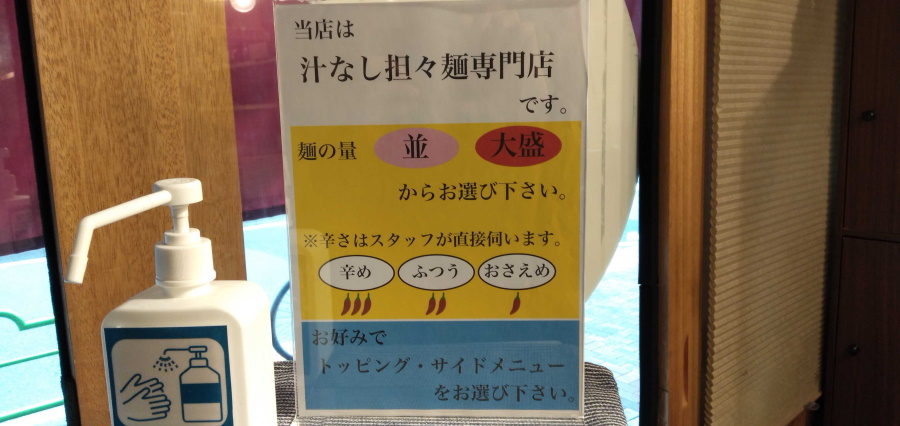 当店は
汁なし担々麺専門店
です。
麺の量 並 大盛
からお選び下さい。
※辛さはスタッフが直接伺います。
辛め ふつう おさえめ
お好みで
トッピング・サイドメニュー
をお選び下さい。